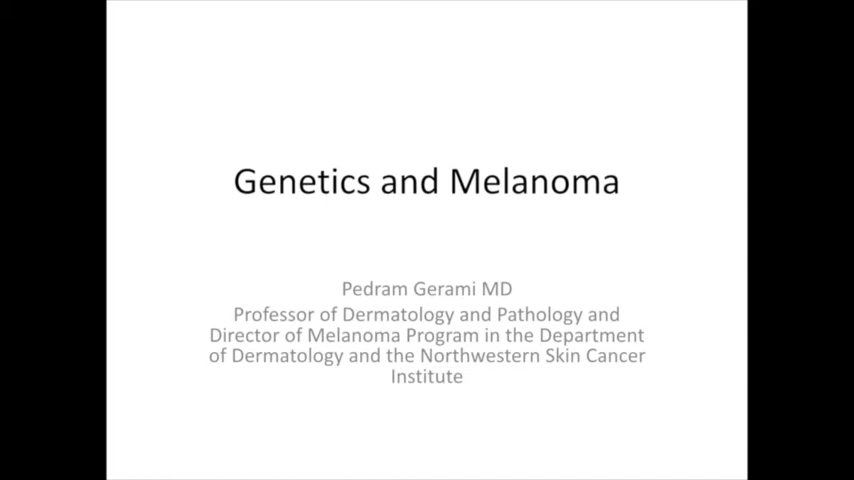 Genetics and Melanoma
Pedram Gerami MD
Professor of Dermatology and Pathology and
Director of Melanoma Program in the Department
of Dermatology and the Northwestern Skin Cancer
Institute